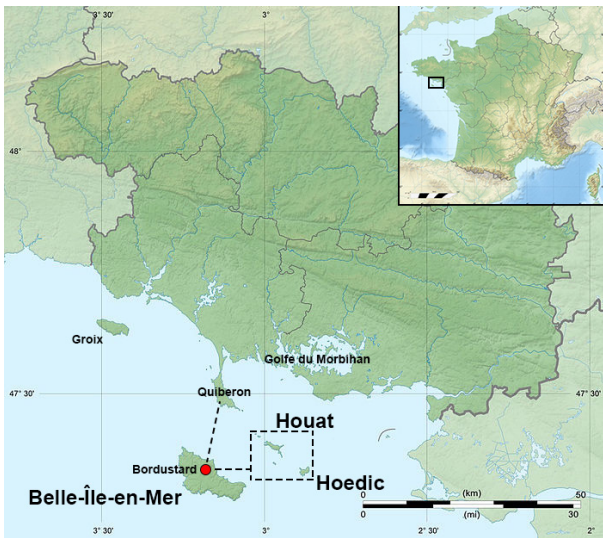 3° 30'
3°
48°
Groix
Golfe du Morbihan
47° 30'
47° 30'
Quiberon
Houat
Bordustard
Hoedic
Belle-Île-en-Mer
0
(km)
50
0
(mi)
30
3° 30'
3°
2° 30'